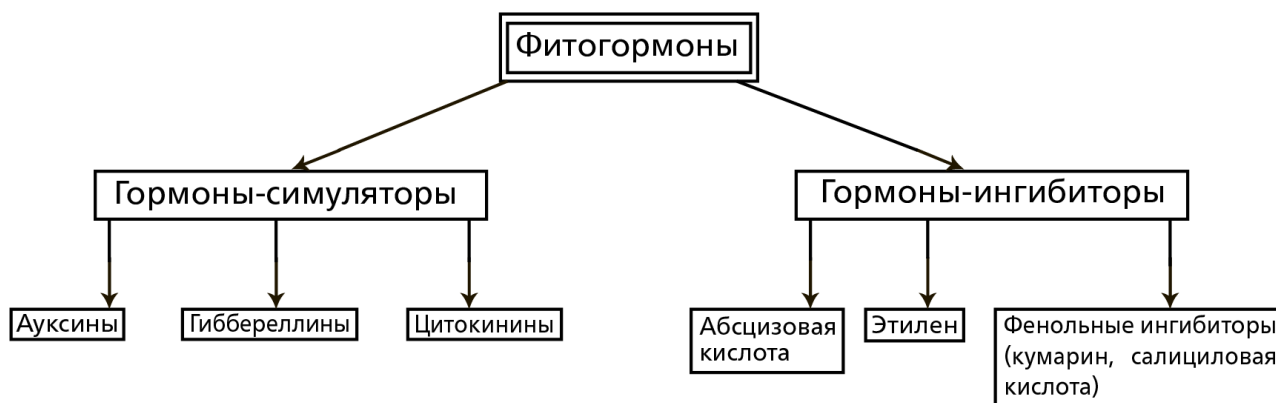 Фитогормоны
Гормоны-симуляторы
Гормоны-ингибиторы
Ауксины
Гиббереллины
Цитокинины
Абсцизовая
кислота
Этилен
Фенольные ингибиторы
(кумарин, салициловая
кислота)